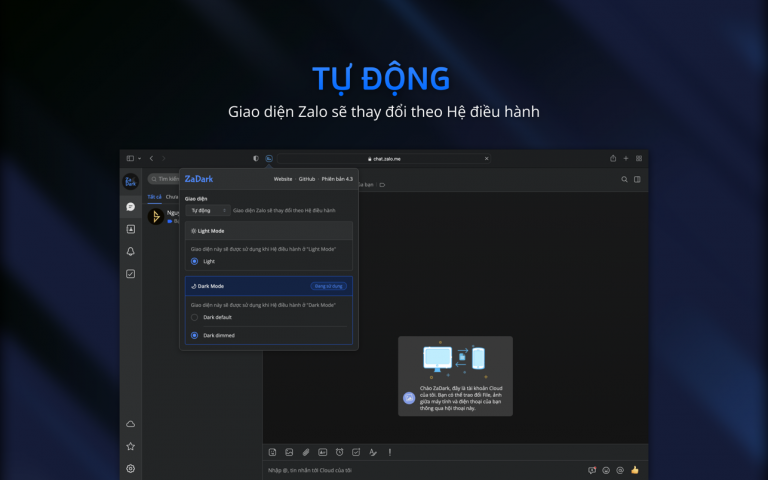 TỰ ĐỘNG
Giao diện Zalo sẽ thay đổi theo Hệ điều hành
chat.zalo.me
Tìm kiếm
Tất cả
ZaDark
Website · GitHub · Phiên bản 4.3
Giao diện
Tự động
Giao diện Zalo sẽ thay đổi theo Hệ điều hành
Light Mode
Giao diện này sẽ được sử dụng khi Hệ điều hành ở "Light Mode"
Light
Dark Mode
Đang sử dụng
Giao diện này sẽ được sử dụng khi Hệ điều hành ở "Dark Mode"
Dark default
Dark dimmed
Chào ZaDark, đây là tài khoản Cloud
của tôi. Bạn có thể trao đổi File, ảnh
giữa máy tính và điện thoại của bạn
thông qua hội thoại này.
Nhập @, tin nhắn tới Cloud của tôi